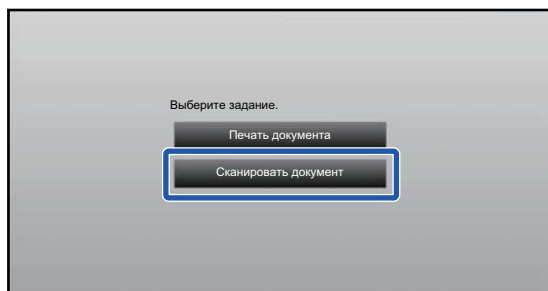 Выберите задание.
Печать документа
Сканировать документ